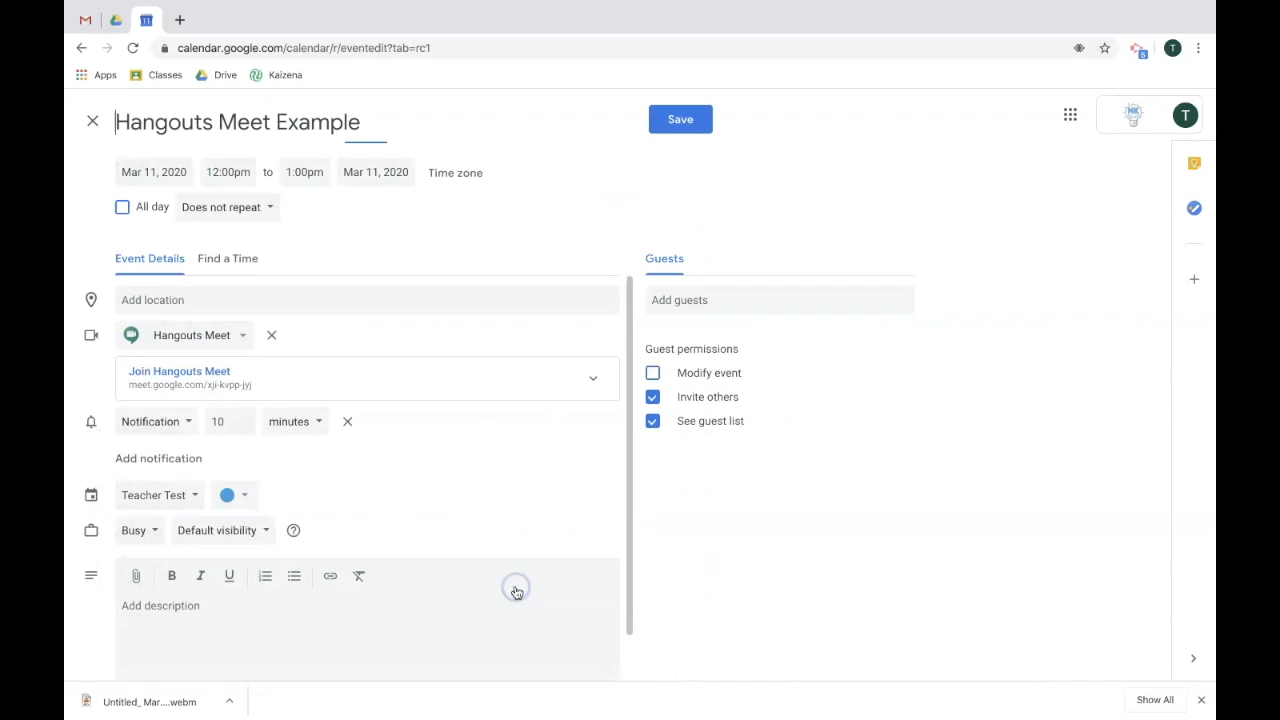 calendar.google.com/calendar/r/eventedit?tab=rc1
5
T
Apps Classes Drive Kaizena
Hangouts Meet Example
Save
MK
T
Mar 11, 2020 12:00pm to 1:00pm Mar 11, 2020 Time zone
All day Does not repeat
Event Details Find a Time
Guests
Add location
Add guests
Hangouts Meet
Guest permissions
Join Hangouts Meet
meet.google.com/xji-kvpp-jyj
Modify event
Invite others
Notification 10 minutes
See guest list
Add notification
Teacher Test
Busy Default visibility
B I U
Add description
Untitled_ Mar....webm
Show All